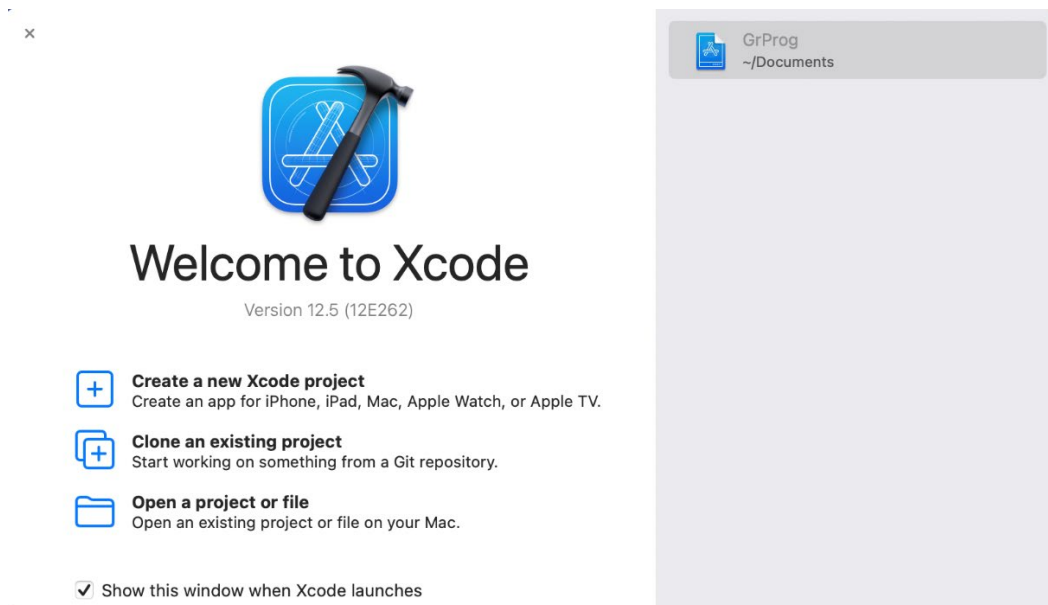 Welcome to Xcode
Version 12.5 (12E262)
Create a new Xcode project
Create an app for iPhone, iPad, Mac, Apple Watch, or Apple TV.
Clone an existing project
Start working on something from a Git repository.
Open a project or file
Open an existing project or file on your Mac.
Show this window when Xcode launches
GrProg
~/Documents